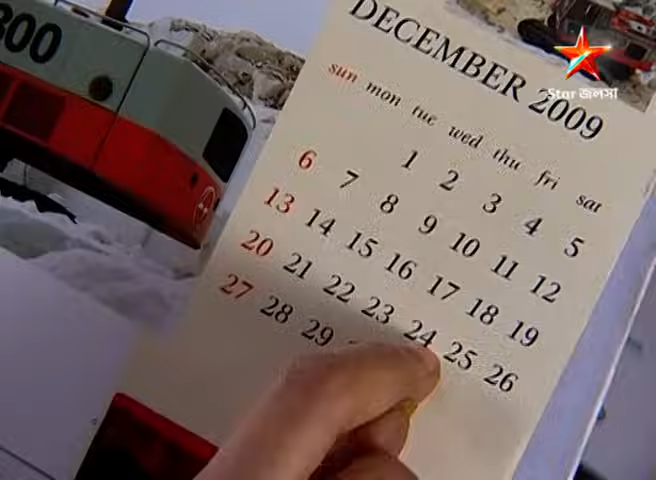 800
DECEMBER 2009
Star জলসা
sun mon tue wed thu fri sat
1 2 3 4 5
6 7 8 9 10 11 12
13 14 15 16 17 18 19
20 21 22 23 24 25 26
27 28 29